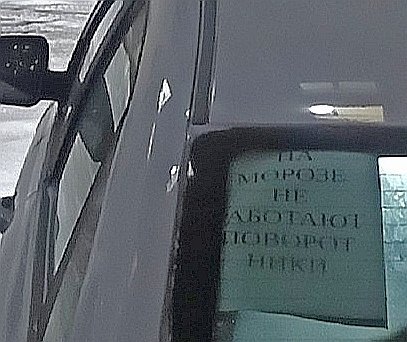 НА
МОРОЗЕ
НЕ
РАБОТАЮТ
ПОВОРОТ
НИКИ